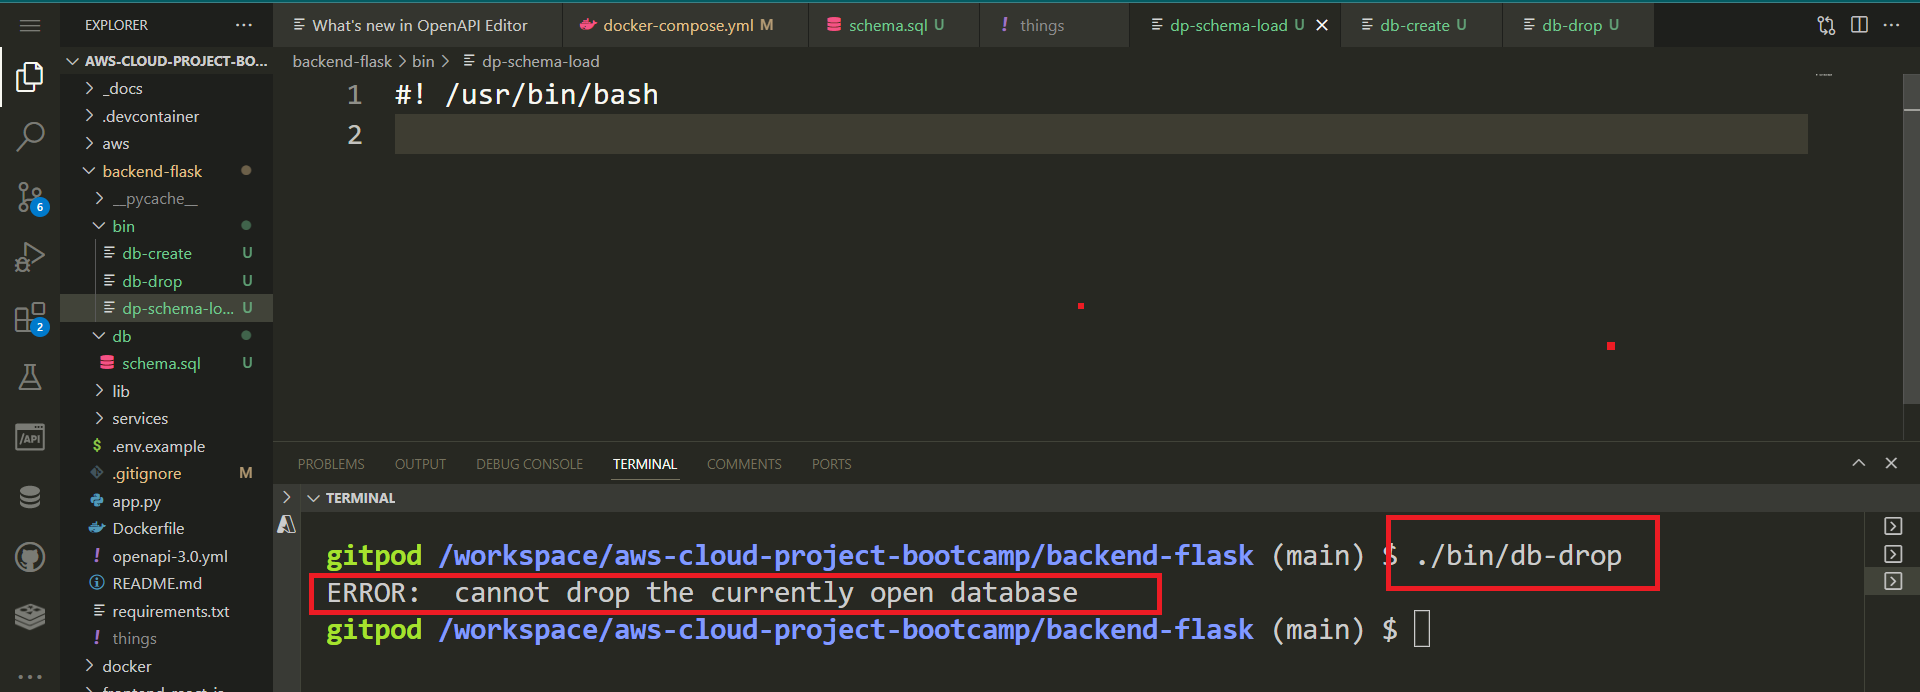 EXPLORER
What's new in OpenAPI Editor
docker-compose.yml M
schema.sql U
! things
dp-schema-load U
db-create U
db-drop U
AWS-CLOUD-PROJECT-BO...
_docs
.devcontainer
aws
backend-flask
__pycache__
bin
db-create U
db-drop U
dp-schema-lo... U
db
schema.sql U
lib
services
$ .env.example
.gitignore M
app.py
Dockerfile
! openapi-3.0.yml
README.md
requirements.txt
! things
docker
6
2
/API
backend-flask > bin > dp-schema-load
1 #! /usr/bin/bash
2
PROBLEMS
OUTPUT
DEBUG CONSOLE
TERMINAL
COMMENTS
PORTS
TERMINAL
gitpod /workspace/aws-cloud-project-bootcamp/backend-flask (main) $ ./bin/db-drop
ERROR:  cannot drop the currently open database
gitpod /workspace/aws-cloud-project-bootcamp/backend-flask (main) $